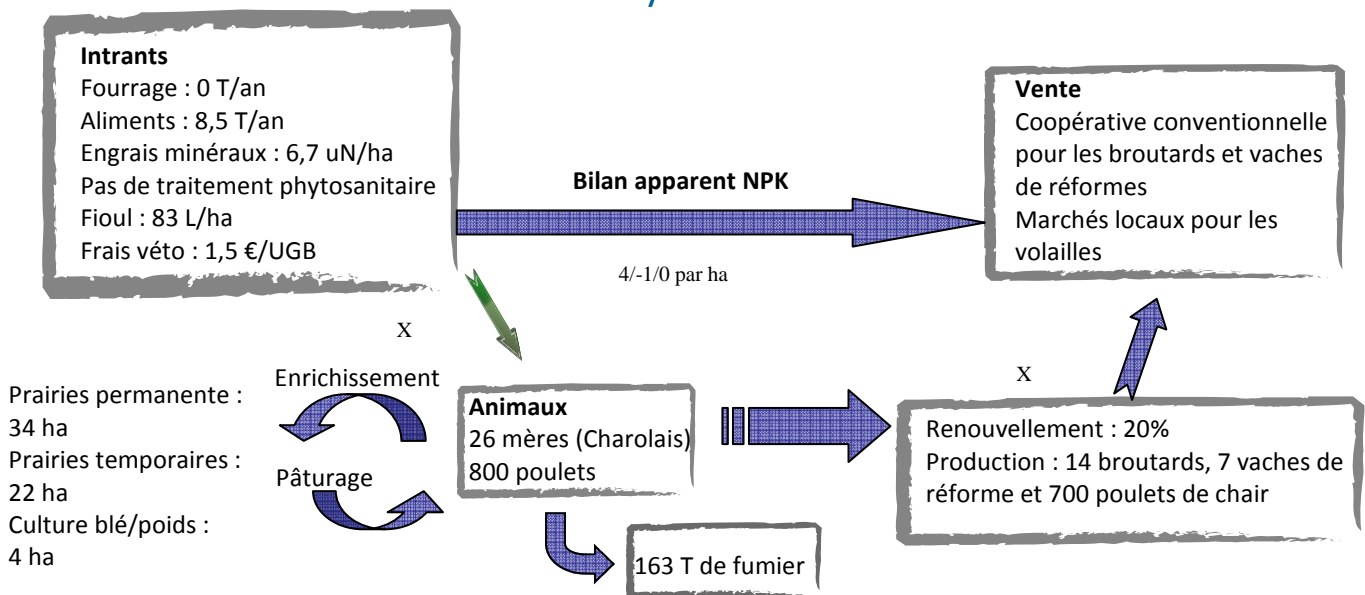 Intrants
Fourrage : 0 T/an
Aliments : 8,5 T/an
Engrais minéraux : 6,7 uN/ha
Pas de traitement phytosanitaire
Fioul : 83 L/ha
Frais véto : 1,5 €/UGB
Bilan apparent NPK
4/-1/0 par ha
Vente
Coopérative conventionnelle
pour les broutards et vaches
de réformes
Marchés locaux pour les
volailles
X
Prairies permanente :
34 ha
Prairies temporaires :
22 ha
Culture blé/poids :
4 ha
Enrichissement
Pâturage
Animaux
26 mères (Charolais)
800 poulets
163 T de fumier
X
Renouvellement : 20%
Production : 14 broutards, 7 vaches de
réforme et 700 poulets de chair